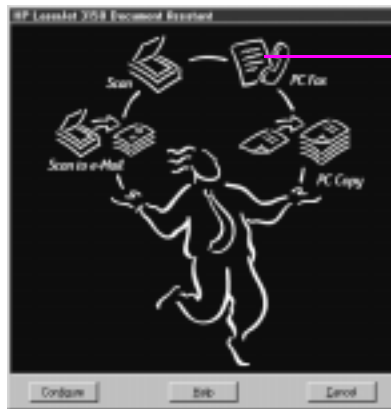 HP LaserJet 3150 Document Assistant
Scan
PC Fax
Scan to e-Mail
PC Copy
Configure
Help
Cancel